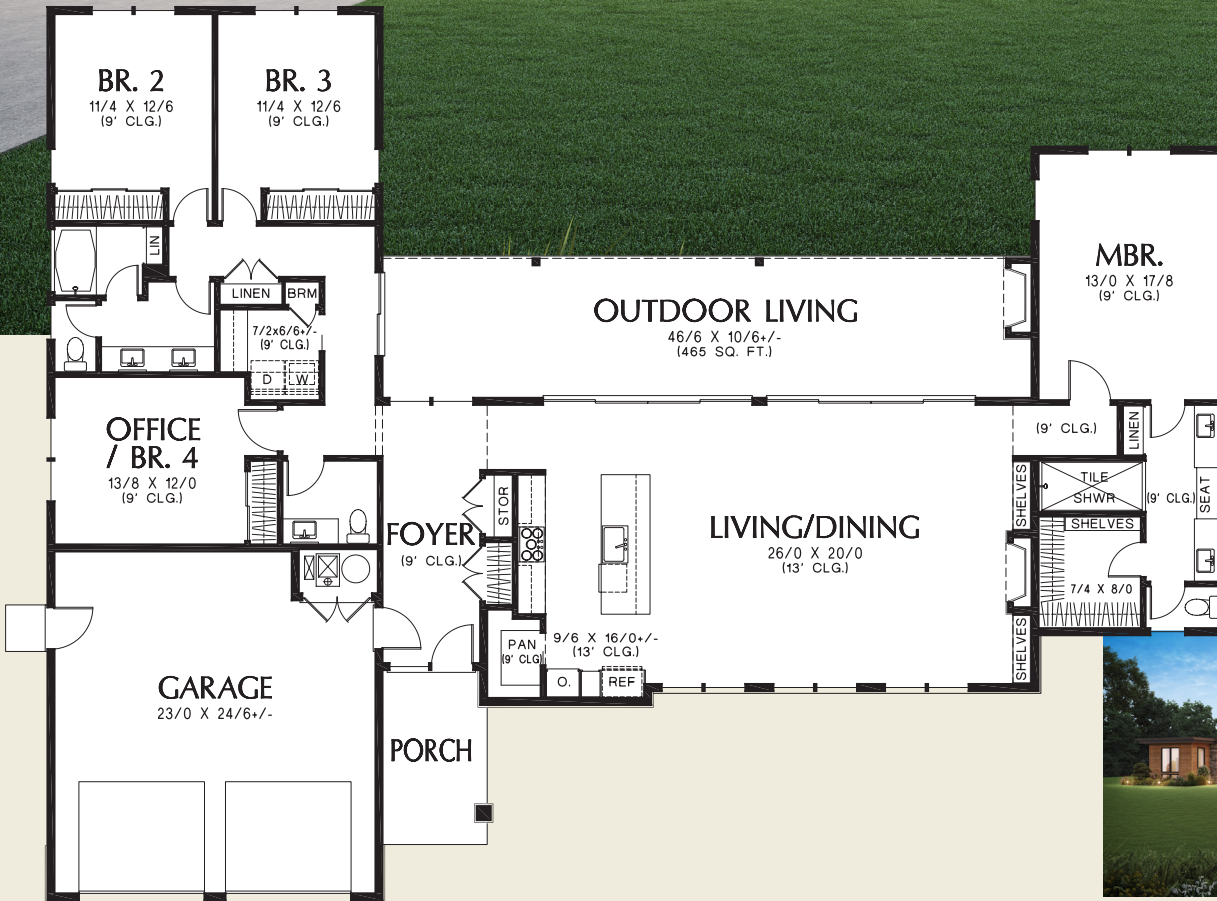 BR. 2
11/4 X 12/6
(9' CLG.)
BR. 3
11/4 X 12/6
(9' CLG.)
LIN
LINEN
BRM
7/2x6/6+/-
(9' CLG.)
D
W
OUTDOOR LIVING
46/6 X 10/6+/-
(465 SQ. FT.)
MBR.
13/0 X 17/8
(9' CLG.)
OFFICE
/ BR. 4
13/8 X 12/0
(9' CLG.)
(9' CLG.)
LINEN
SHELVES
TILE
SHWR
(9' CLG.)
SEAT
SHELVES
7/4 X 8/0
STOR
FOYER
(9' CLG.)
LIVING/DINING
26/0 X 20/0
(13' CLG.)
PAN
(9' CLG)
9/6 X 16/0+/-
(13' CLG.)
O.
REF
SHELVES
GARAGE
23/0 X 24/6+/-
PORCH